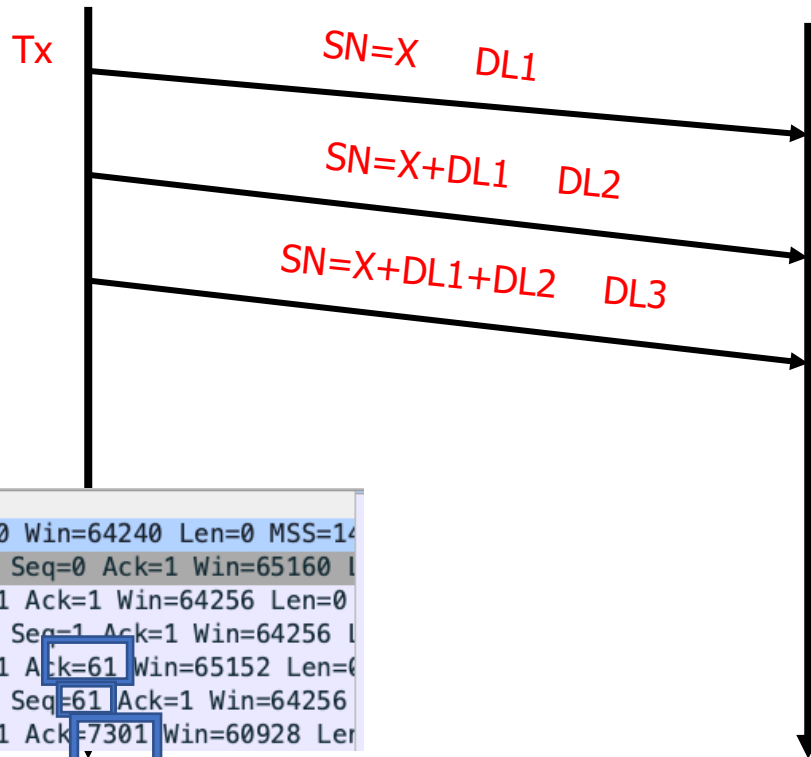 Tx
SN=X DL1
SN=X+DL1 DL2
SN=X+DL1+DL2 DL3
Win=64240 Len=0
Seq=0 Ack=1 Win=65160
Ack=1 Win=64256 Len=0
Seq=1 Ack=1 Win=64256
Ack=61 Win=65152
Seq=61 Ack=1 Win=64256
Ack=7301 Win=60928